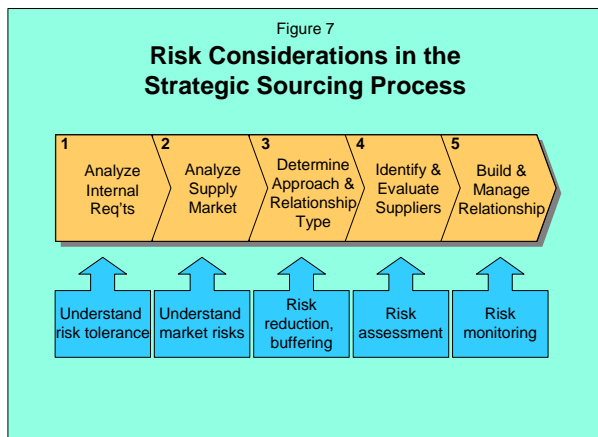 Figure 7
Risk Considerations in the
Strategic Sourcing Process
1
Analyze
Internal
Req'ts
2
Analyze
Supply
Market
3
Determine
Approach &
Relationship
Type
4
Identify &
Evaluate
Suppliers
5
Build &
Manage
Relationship
Understand
risk tolerance
Understand
market risks
Risk
reduction,
buffering
Risk
assessment
Risk
monitoring